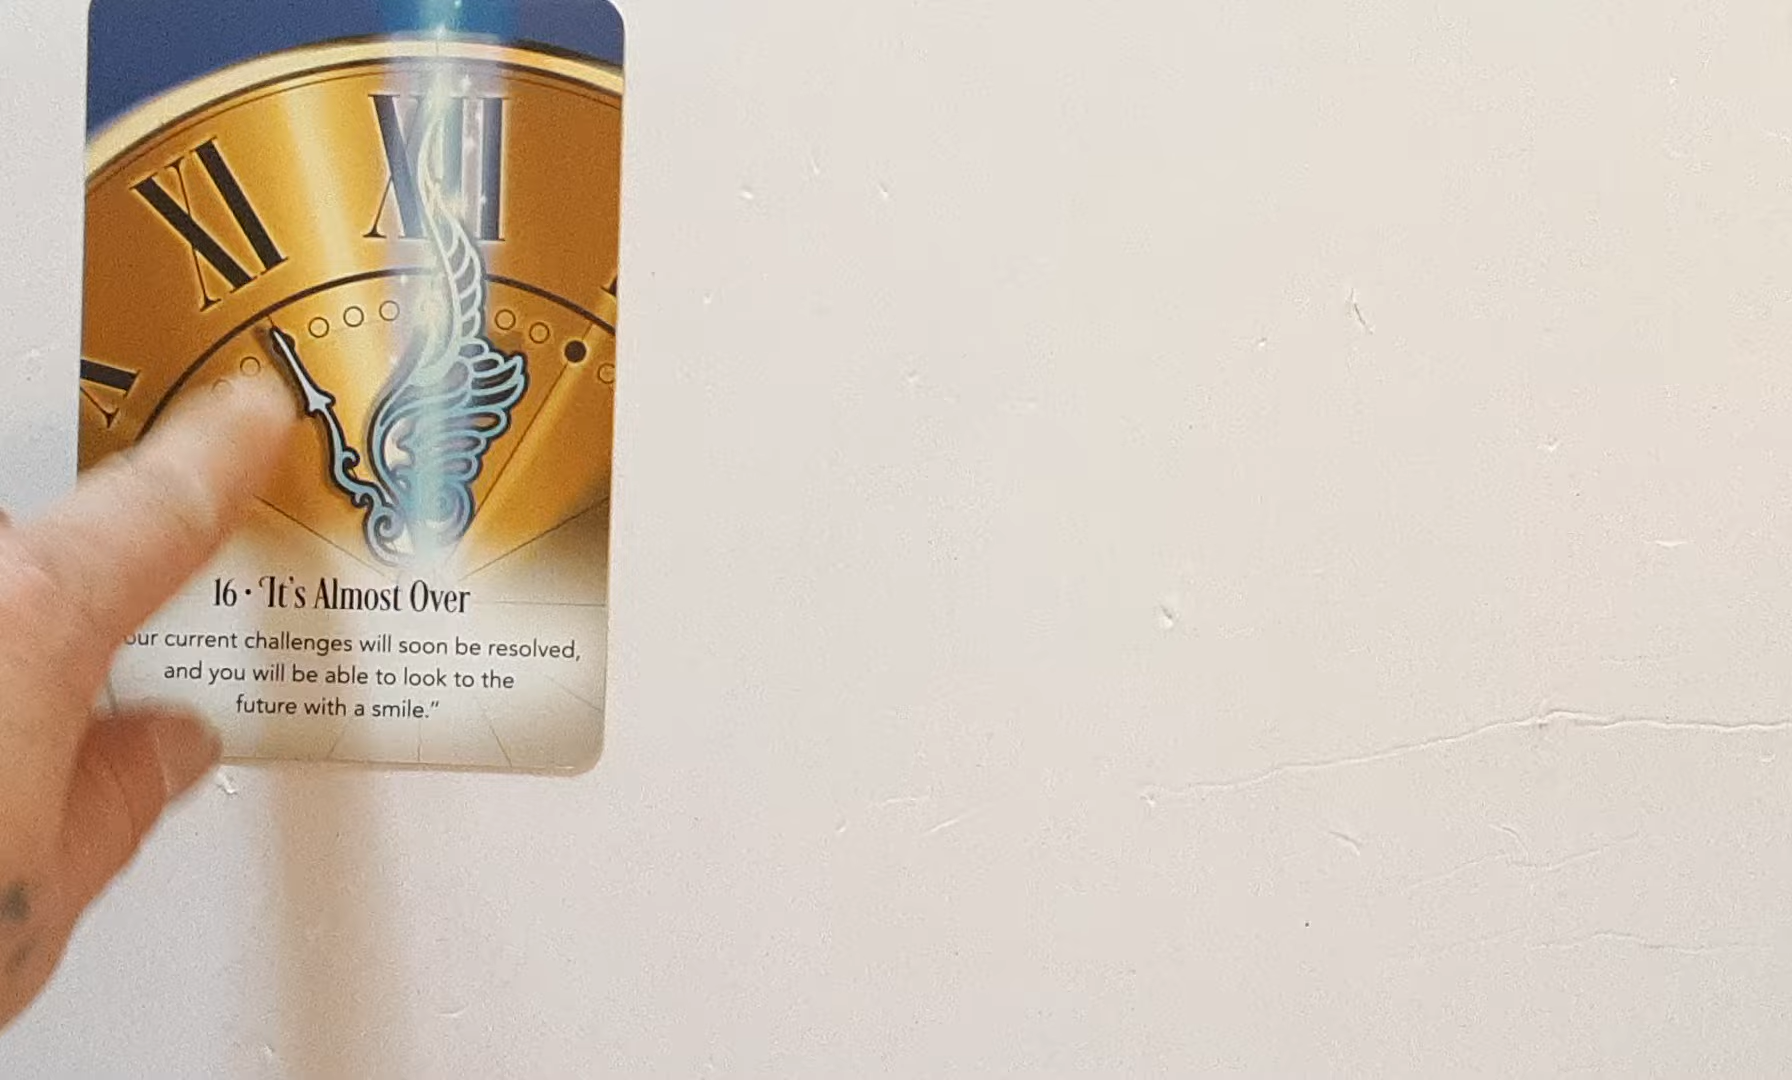 XI XII
16 • It's Almost Over
our current challenges will soon be resolved,
and you will be able to look to the
future with a smile.”